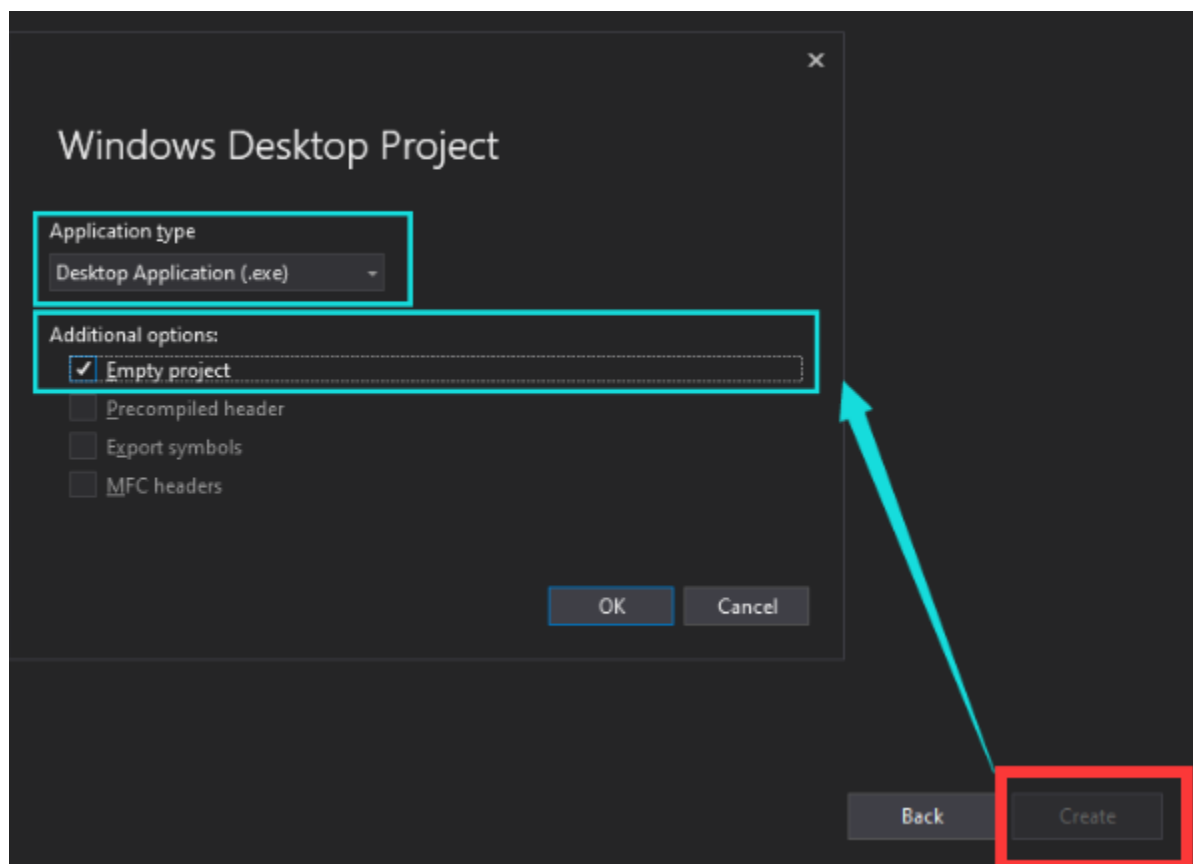 Windows Desktop Project
Application type
Desktop Application (.exe)
Additional options:
Empty project
Precompiled header
Export symbols
MFC headers
OK Cancel
Back Create